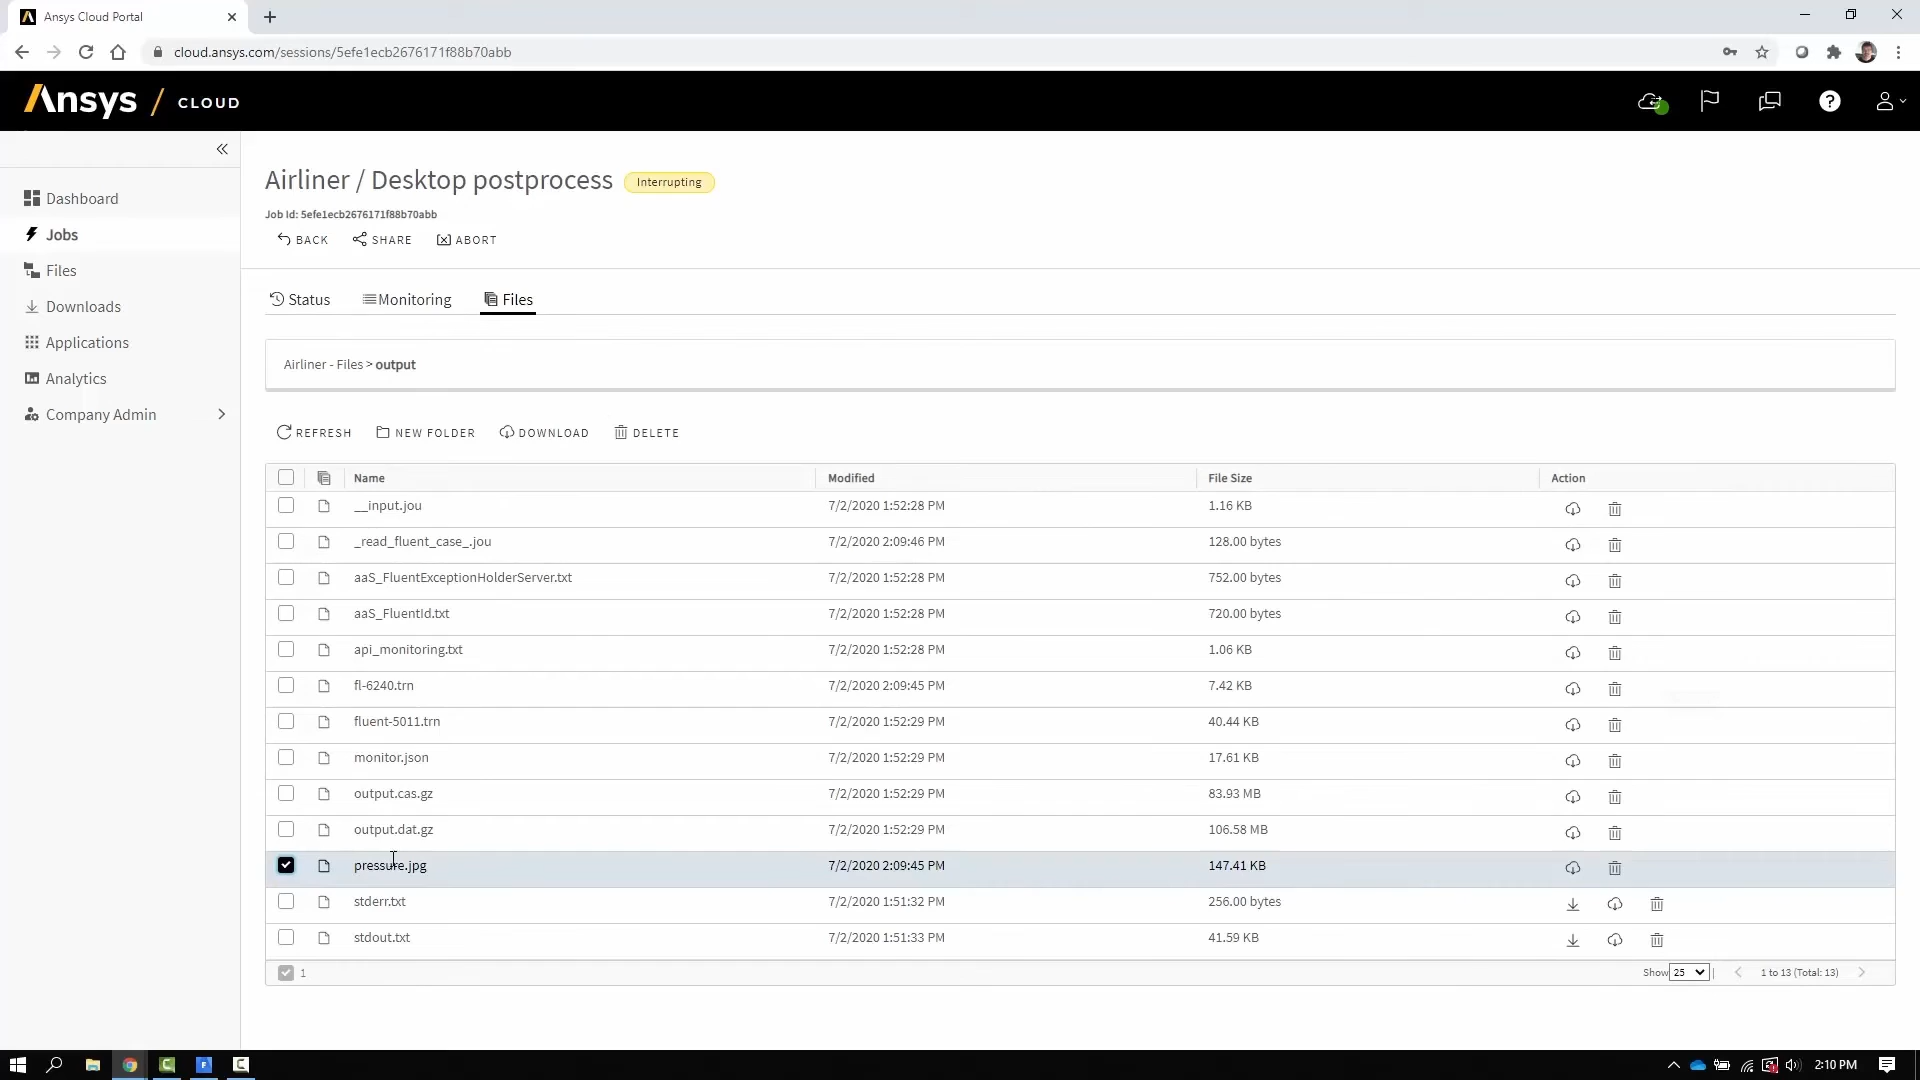 Ansys Cloud Portal
cloud.ansys.com/sessions/5efe1ecb2676171f88b70abb
Ansys / CLOUD
Dashboard
Jobs
Files
Downloads
Applications
Analytics
Company Admin
Airliner / Desktop postprocess Interrupting
Job Id: 5efe1ecb2676171f88b70abb
BACK SHARE ABORT
Status Monitoring Files
Airliner - Files > output
REFRESH NEW FOLDER DOWNLOAD DELETE
Name Modified File Size Action
__input.jou 7/2/2020 1:52:28 PM 1.16 KB
_read_fluent_case_.jou 7/2/2020 2:09:46 PM 128.00 bytes
aaS_FluentExceptionHolderServer.txt 7/2/2020 1:52:28 PM 752.00 bytes
aaS_FluentId.txt 7/2/2020 1:52:28 PM 720.00 bytes
api_monitoring.txt 7/2/2020 1:52:28 PM 1.06 KB
fl-6240.trn 7/2/2020 2:09:45 PM 7.42 KB
fluent-5011.trn 7/2/2020 1:52:29 PM 40.44 KB
monitor.json 7/2/2020 1:52:29 PM 17.61 KB
output.cas.gz 7/2/2020 1:52:29 PM 83.93 MB
output.dat.gz 7/2/2020 1:52:29 PM 106.58 MB
pressure.jpg 7/2/2020 2:09:45 PM 147.41 KB
stderr.txt 7/2/2020 1:51:32 PM 256.00 bytes
stdout.txt 7/2/2020 1:51:33 PM 41.59 KB
1 Show 25 | 1 to 13 (Total: 13)
2:10 PM